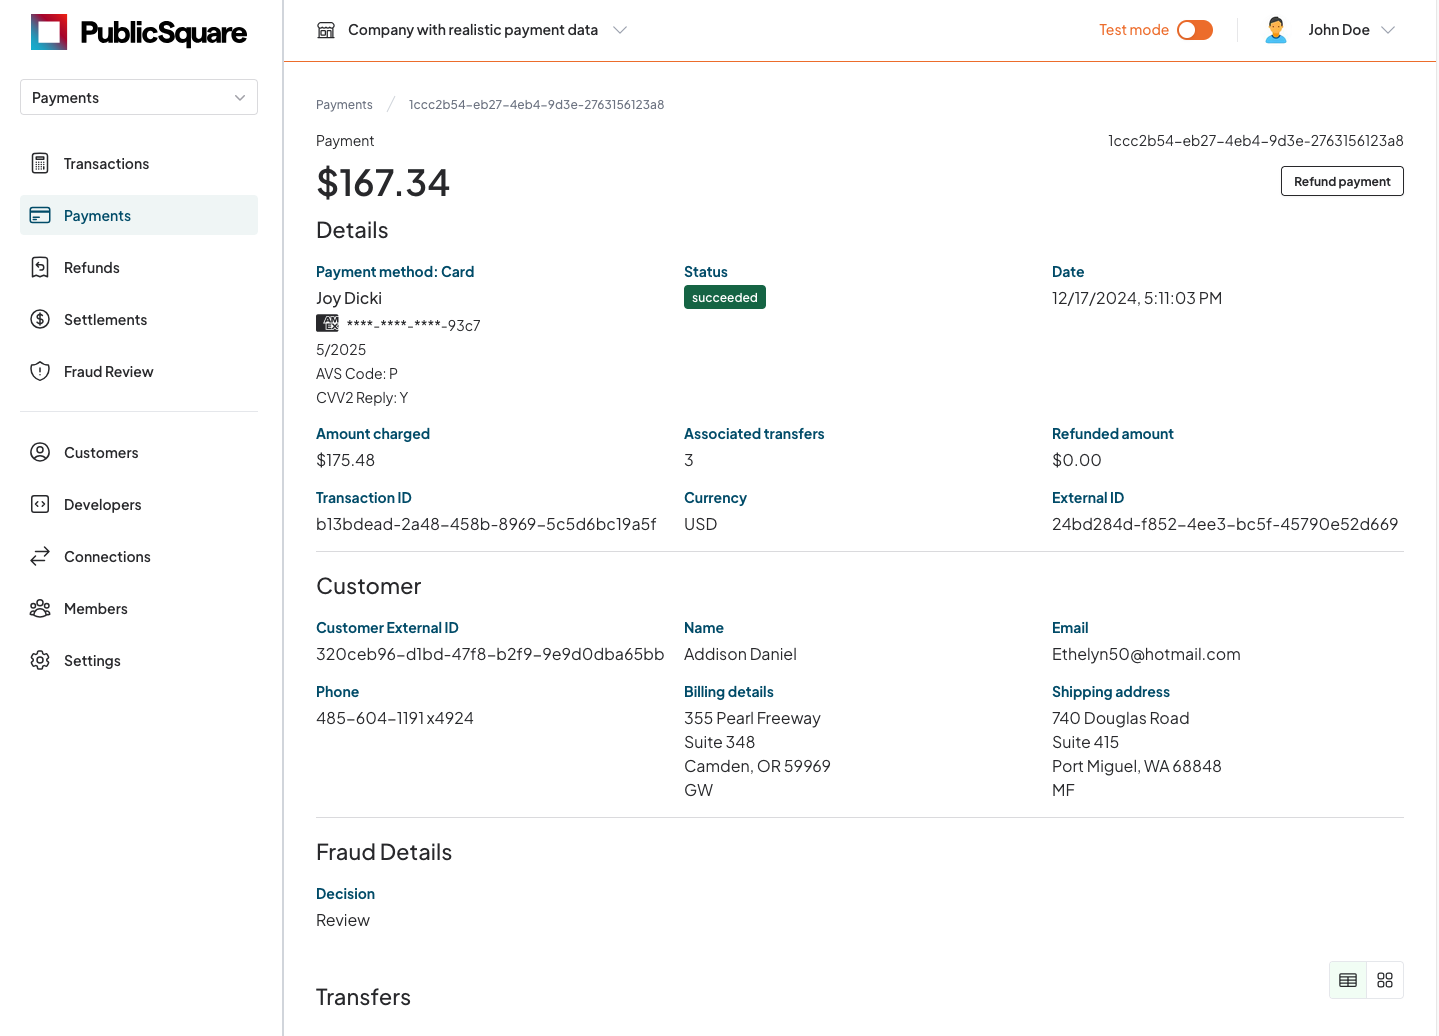 PublicSquare
Company with realistic payment data
Test mode
John Doe
Payments
Transactions
Payments
Refunds
Settlements
Fraud Review
Customers
Developers
Connections
Members
Settings
Payments / 1ccc2b54-eb27-4eb4-9d3e-2763156123a8
Payment
1ccc2b54-eb27-4eb4-9d3e-2763156123a8
$167.34
Refund payment
Details
Payment method: Card
Joy Dicki
AMEX ****-****-****-93c7
5/2025
AVS Code: P
CVV2 Reply: Y
Status
succeeded
Date
12/17/2024, 5:11:03 PM
Amount charged
$175.48
Associated transfers
3
Refunded amount
$0.00
Transaction ID
b13bdead-2a48-458b-8969-5c5d6bc19a5f
Currency
USD
External ID
24bd284d-f852-4ee3-bc5f-45790e52d669
Customer
Customer External ID
320ceb96-d1bd-47f8-b2f9-9e9d0dba65bb
Name
Addison Daniel
Email
Ethelyn50@hotmail.com
Phone
485-604-1191 x4924
Billing details
355 Pearl Freeway
Suite 348
Camden, OR 59969
GW
Shipping address
740 Douglas Road
Suite 415
Port Miguel, WA 68848
MF
Fraud Details
Decision
Review
Transfers